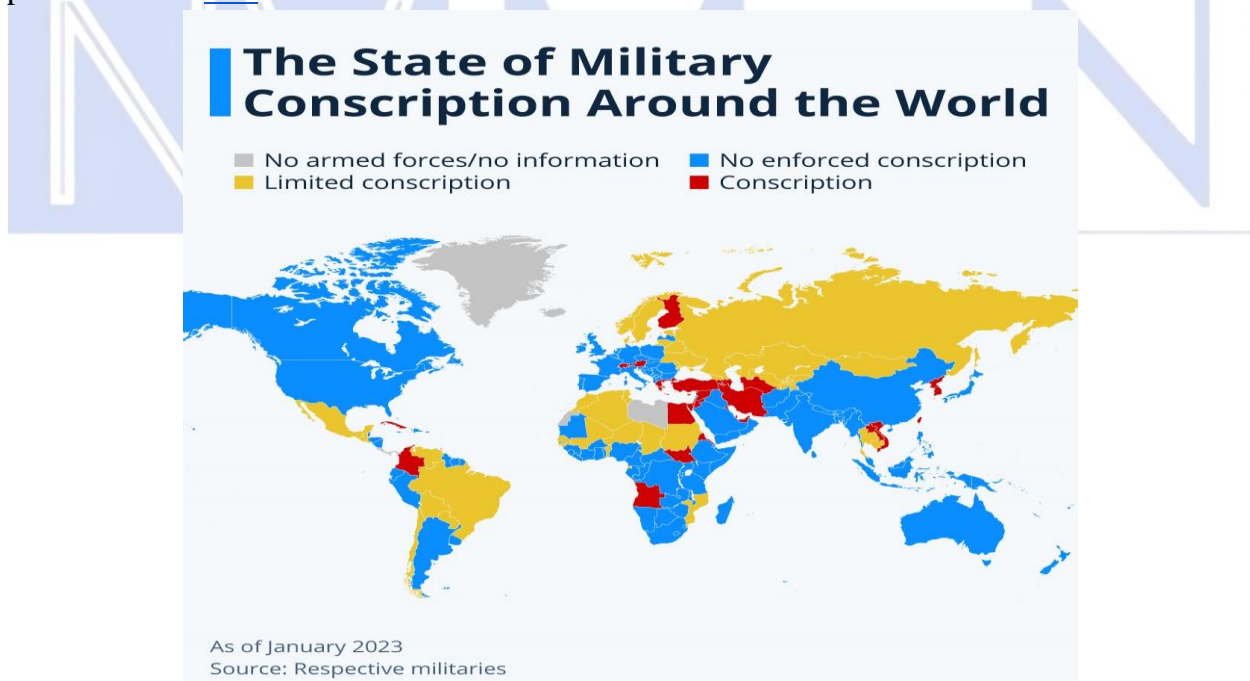 The State of Military
Conscription Around the World
No armed forces/no information
No enforced conscription
Limited conscription
Conscription
As of January 2023
Source: Respective militaries